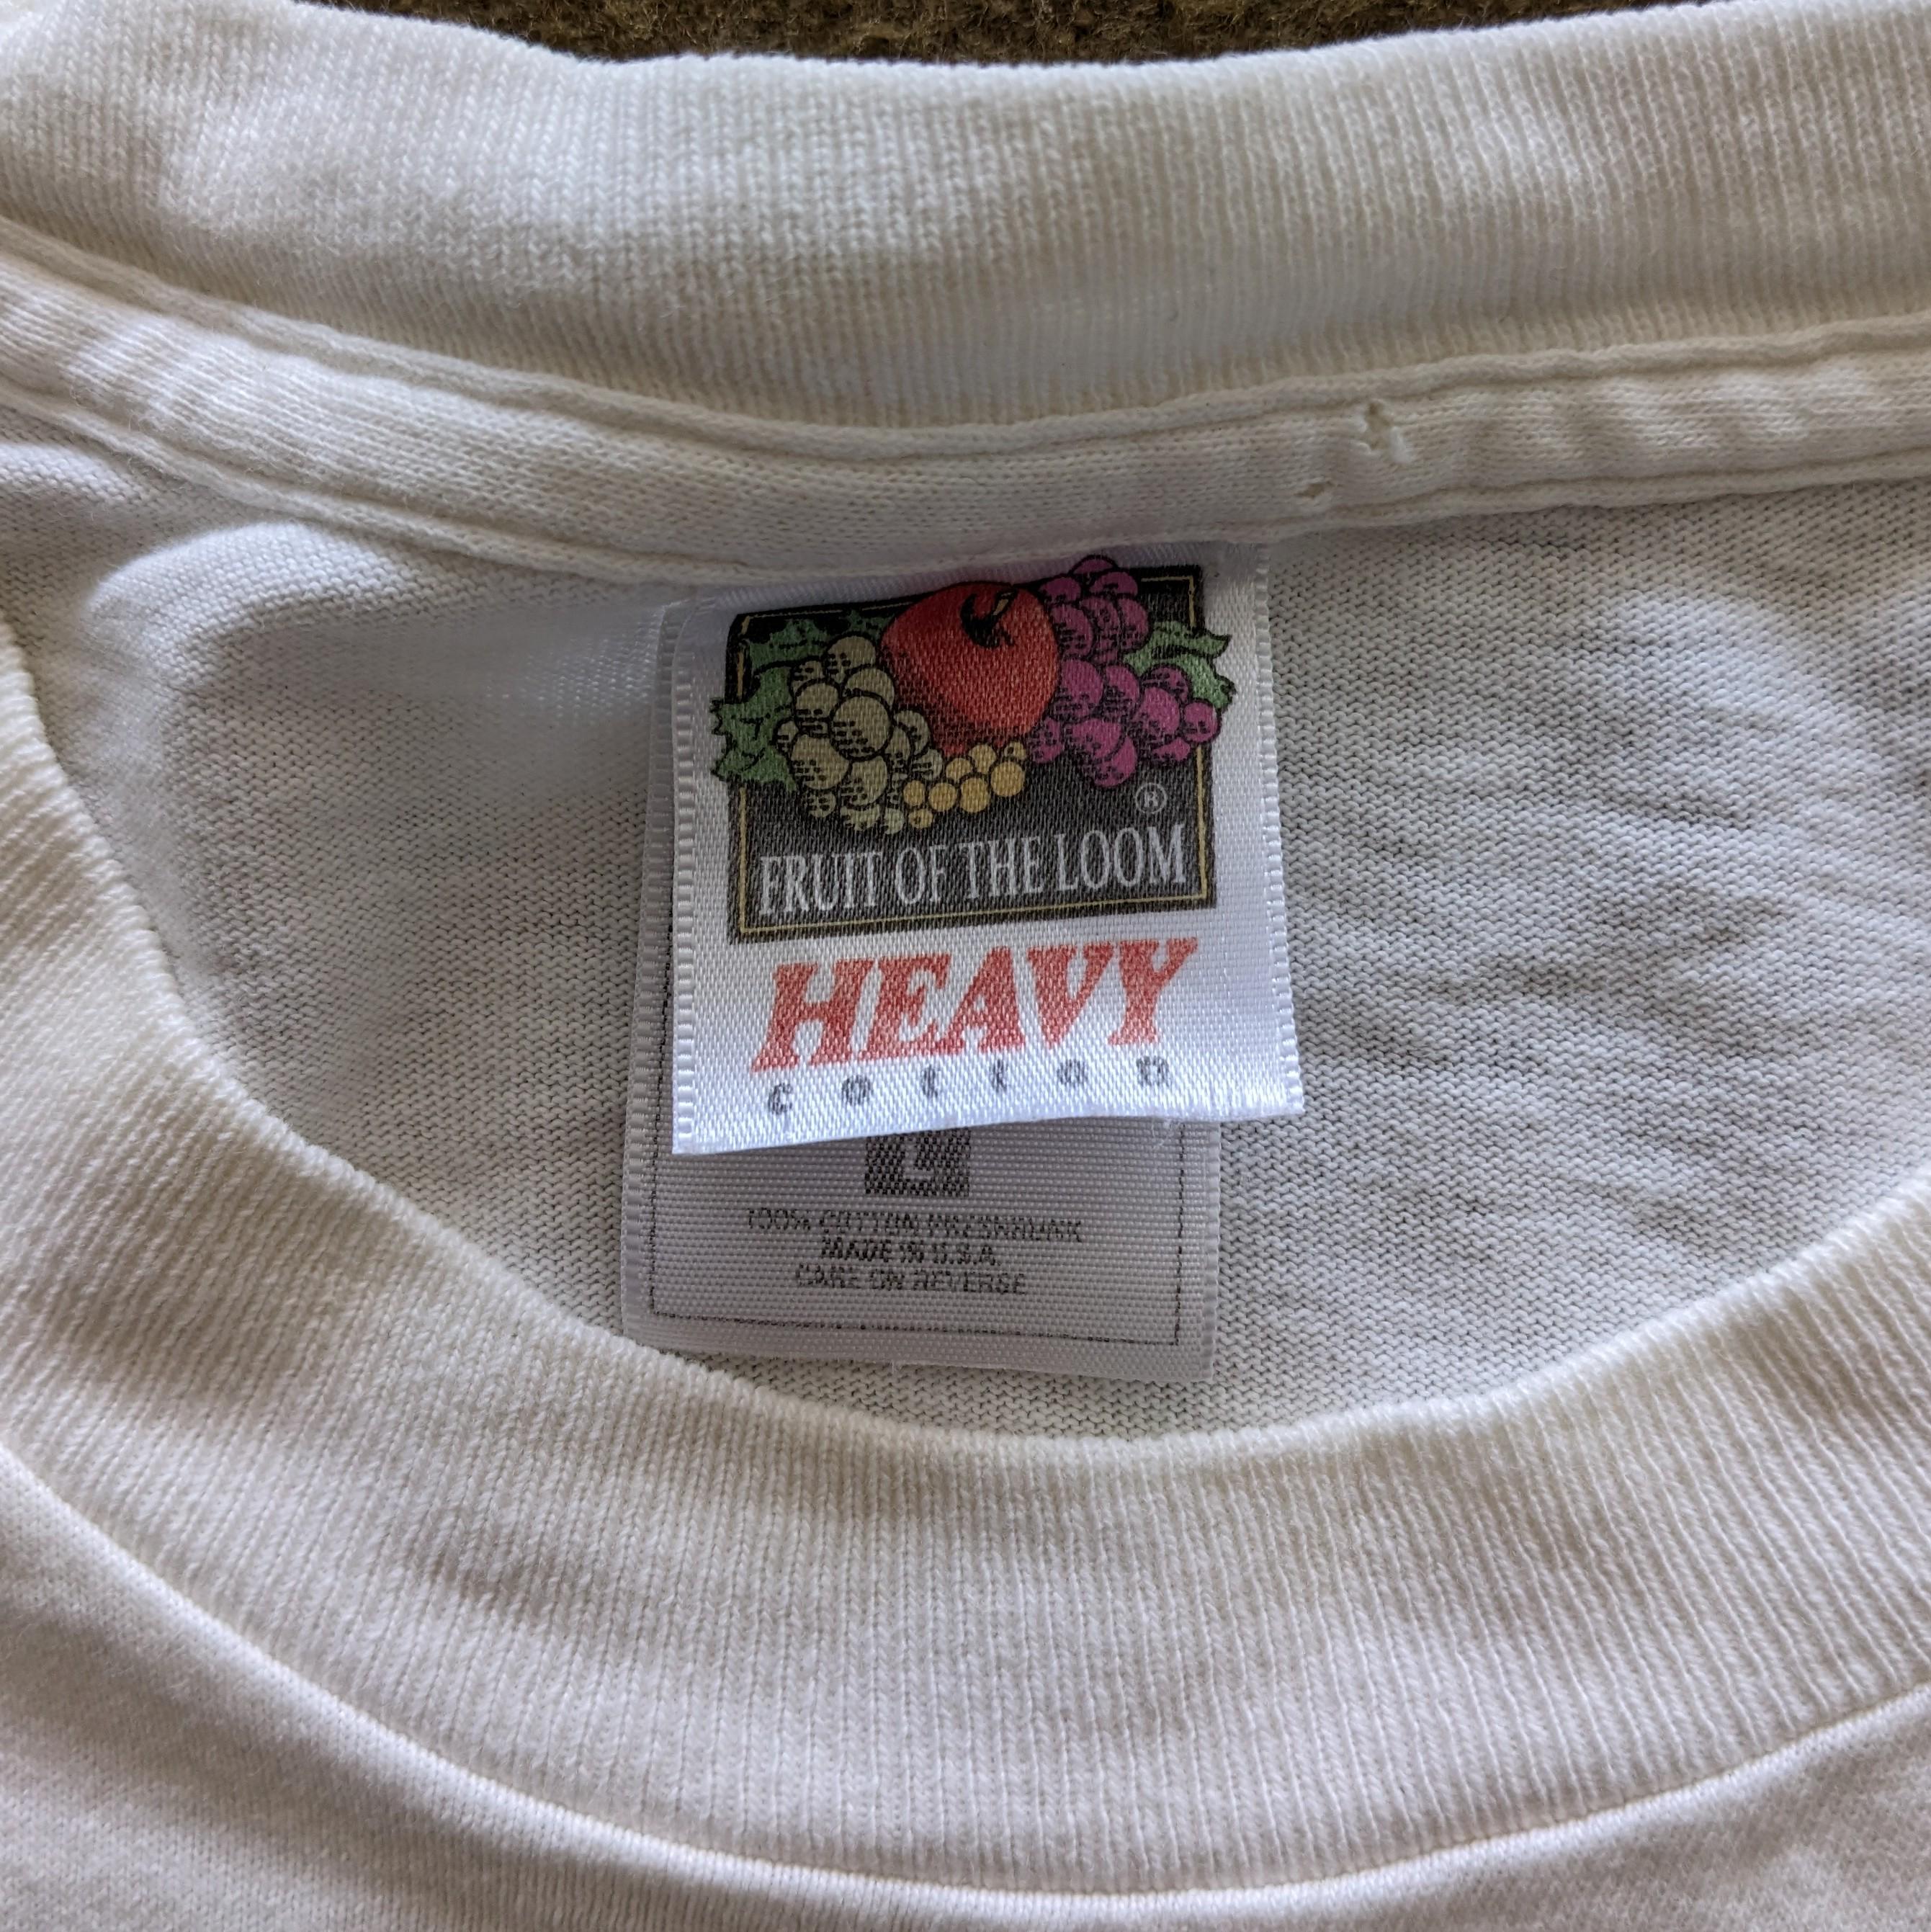 ®
FRUIT OF THE LOOM
HEAVY
cotton
L
100% COTTON PRESHRUNK
MADE IN U.S.A.
CARE ON REVERSE